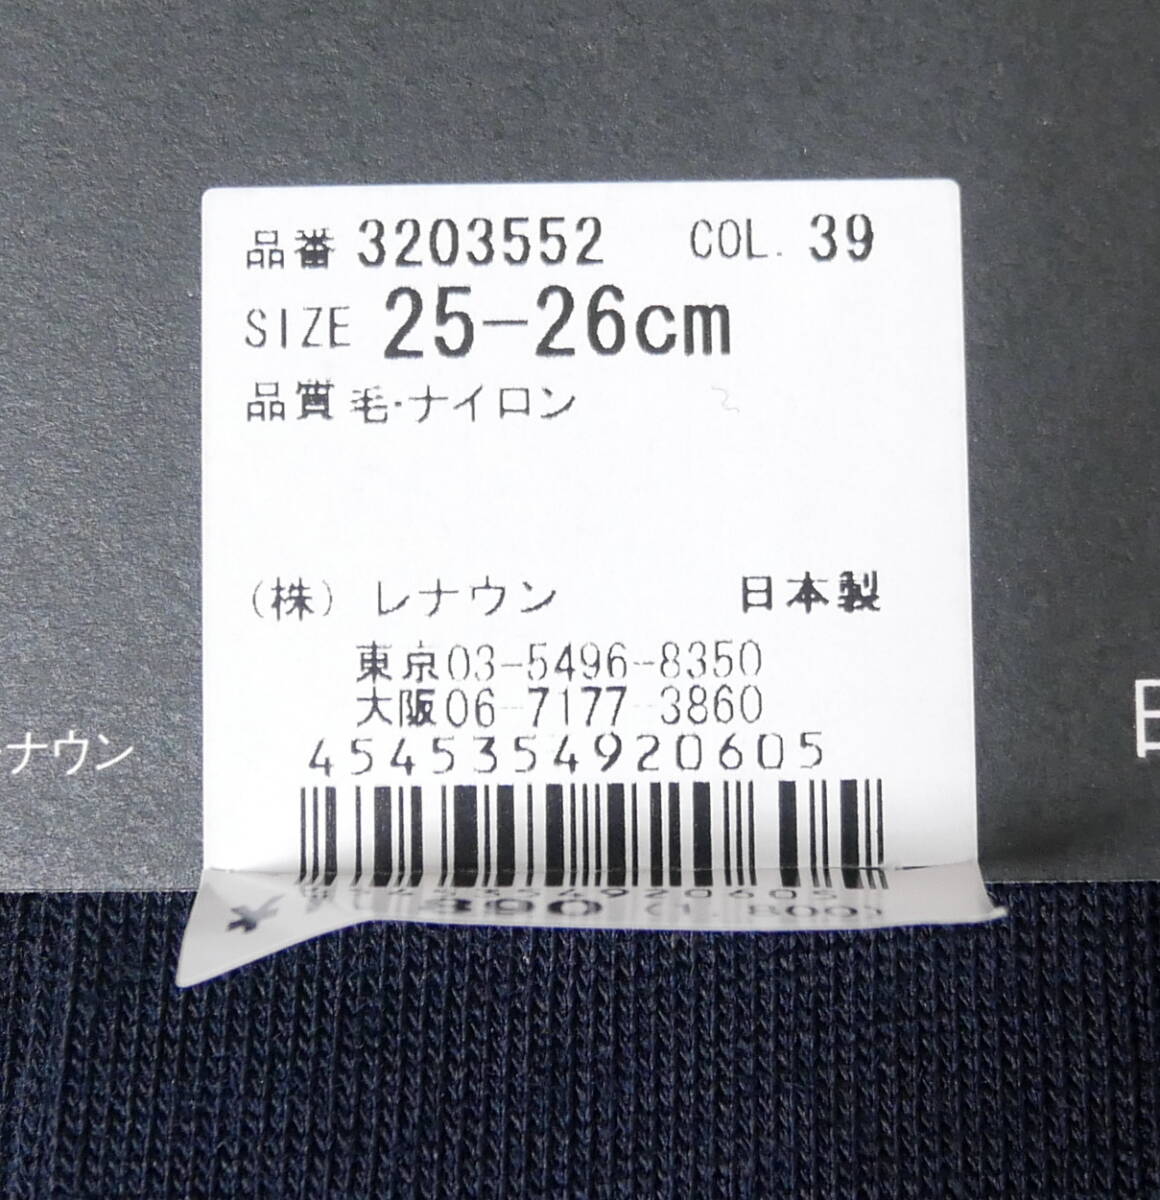 品番 3203552 COL. 39
SIZE 25-26cm
品質 毛・ナイロン
(株) レナウン 日本製
東京03-5496-8350
大阪06-7177-3860
4545354920605
ナウン